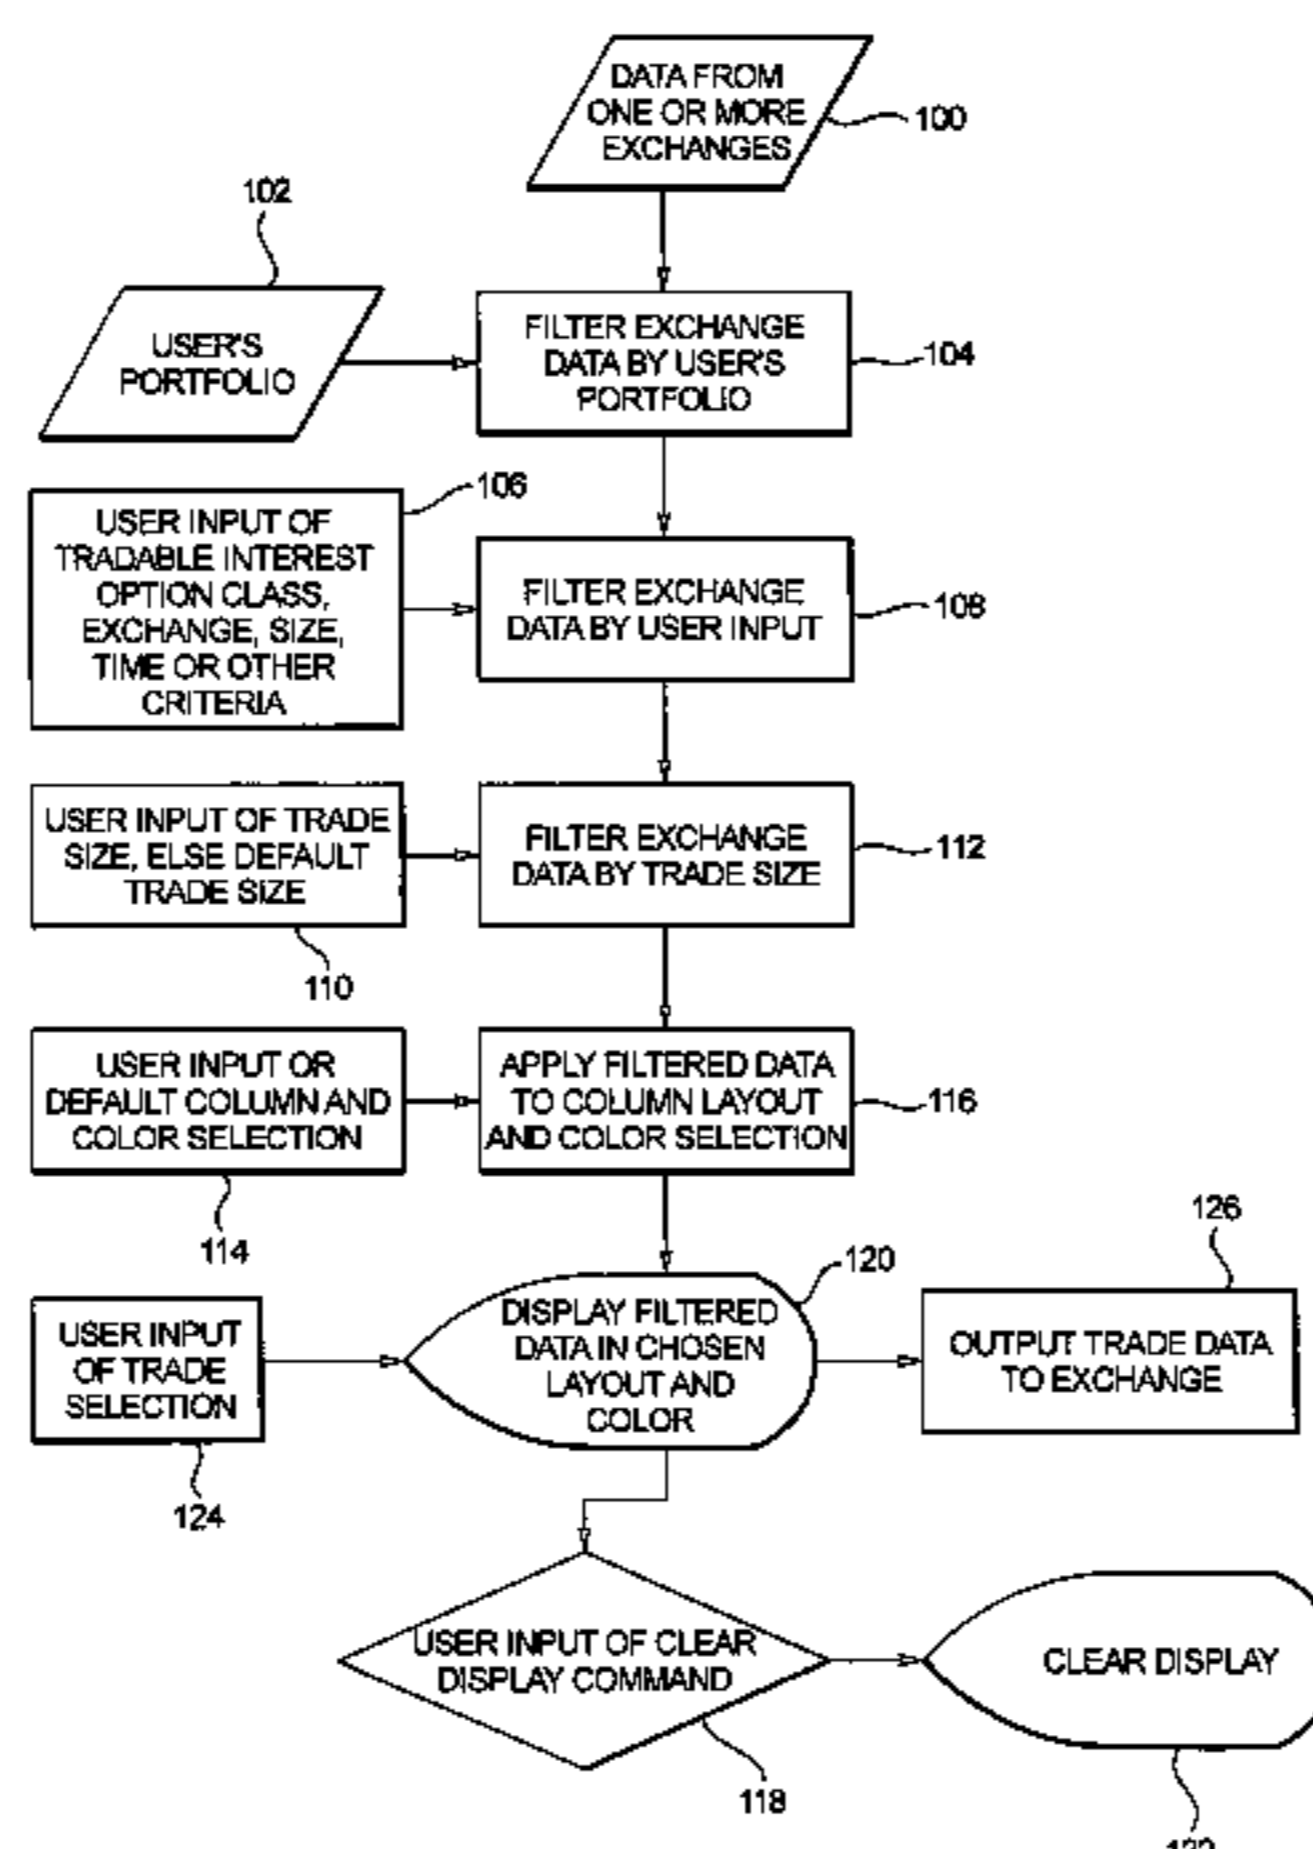 DATA FROM
ONE OR MORE
EXCHANGES
100
102
USER'S
PORTFOLIO
FILTER EXCHANGE
DATA BY USER'S
PORTFOLIO
104
106
USER INPUT OF
TRADABLE INTEREST
OPTION CLASS,
EXCHANGE, SIZE,
TIME OR OTHER
CRITERIA
FILTER EXCHANGE
DATA BY USER INPUT
108
USER INPUT OF TRADE
SIZE, ELSE DEFAULT
TRADE SIZE
110
FILTER EXCHANGE
DATA BY TRADE SIZE
112
USER INPUT OR
DEFAULT COLUMN AND
COLOR SELECTION
114
APPLY FILTERED DATA
TO COLUMN LAYOUT
AND COLOR SELECTION
116
USER INPUT
OF TRADE
SELECTION
124
DISPLAY FILTERED
DATA IN CHOSEN
LAYOUT AND
COLOR
120
126
OUTPUT TRADE DATA
TO EXCHANGE
USER INPUT OF CLEAR
DISPLAY COMMAND
118
CLEAR DISPLAY